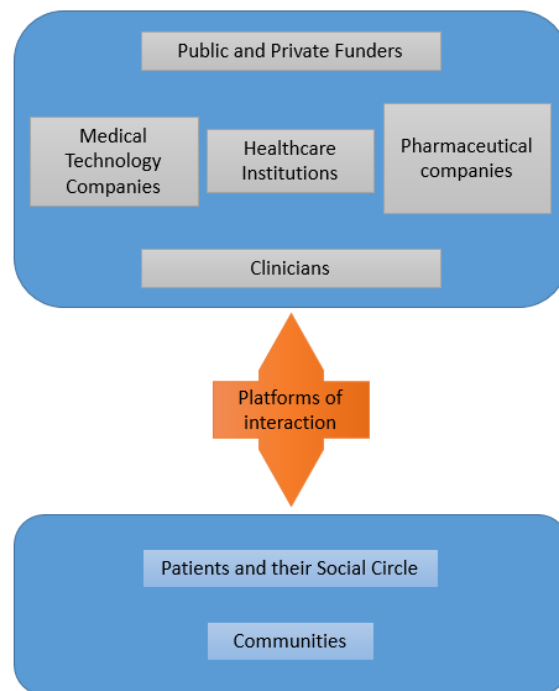 Public and Private Funders
Medical
Technology
Companies
Healthcare
Institutions
Pharmaceutical
companies
Clinicians
Platforms of
interaction
Patients and their Social Circle
Communities